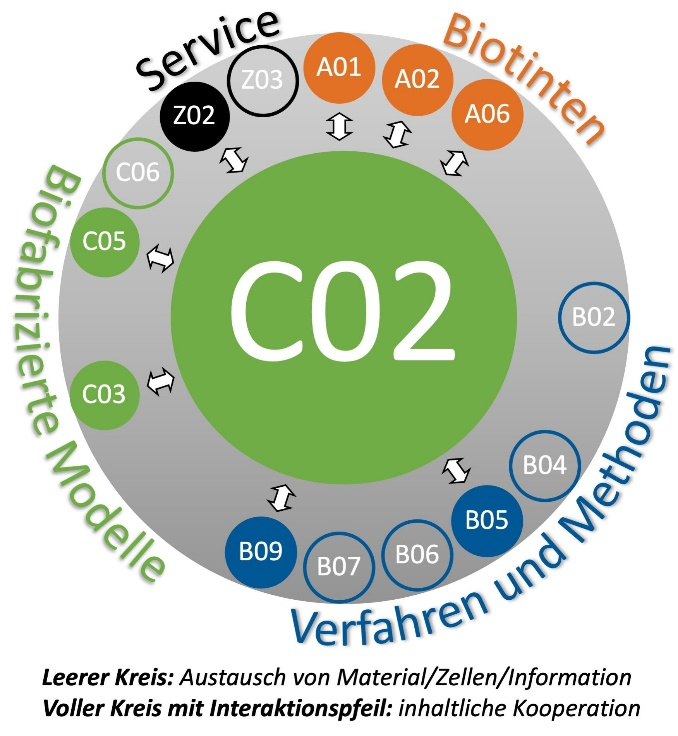 Service
Biotinten
Z03
A01
A02
A06
Z02
C06
C05
C02
B02
C03
B04
B05
B09
B07
B06
Biofabrizierte Modelle
Verfahren und Methoden
Leerer Kreis: Austausch von Material/Zellen/Information
Voller Kreis mit Interaktionspfeil: inhaltliche Kooperation